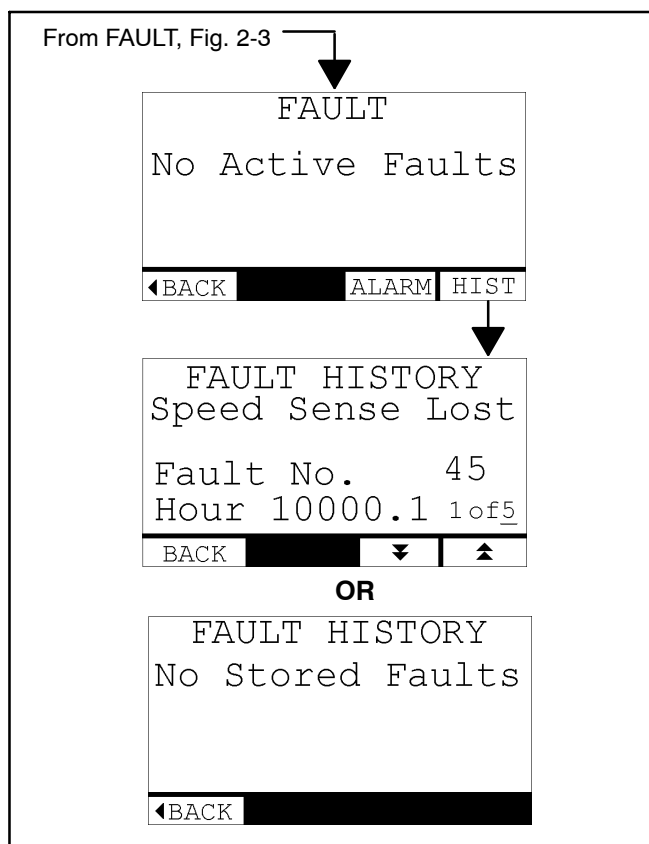 From FAULT, Fig. 2-3
FAULT
No Active Faults
◀BACK ALARM HIST
FAULT HISTORY
Speed Sense Lost
Fault No. 45
Hour 10000.1 1of5
BACK
OR
FAULT HISTORY
No Stored Faults
◀BACK